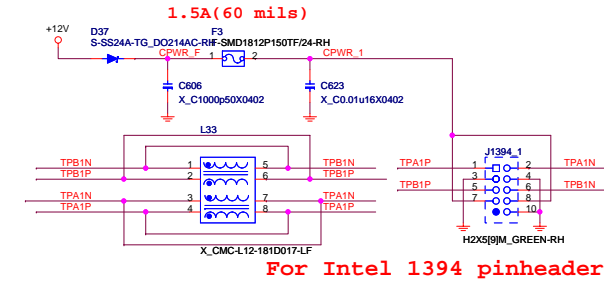 1.5A(60 mils)
+12V
D37
F3
S-SS24A-TG_DO214AC-RH
F-SMD1812P150TF/24-RH
CPWR_F
1
2
CPWR_1
C606
C623
X_C1000p50X0402
X_C0.01u16X0402
L33
J1394_1
TPB1N
1
5
TPB1N
TPA1P
1
2
TPA1N
TPB1P
2
6
TPB1P
3
4
TPB1P
5
6
TPB1N
TPA1N
3
7
TPA1N
7
8
TPA1P
4
8
TPA1P
10
X_CMC-L12-181D017-LF
H2X5[9]M_GREEN-RH
For Intel 1394 pinheader